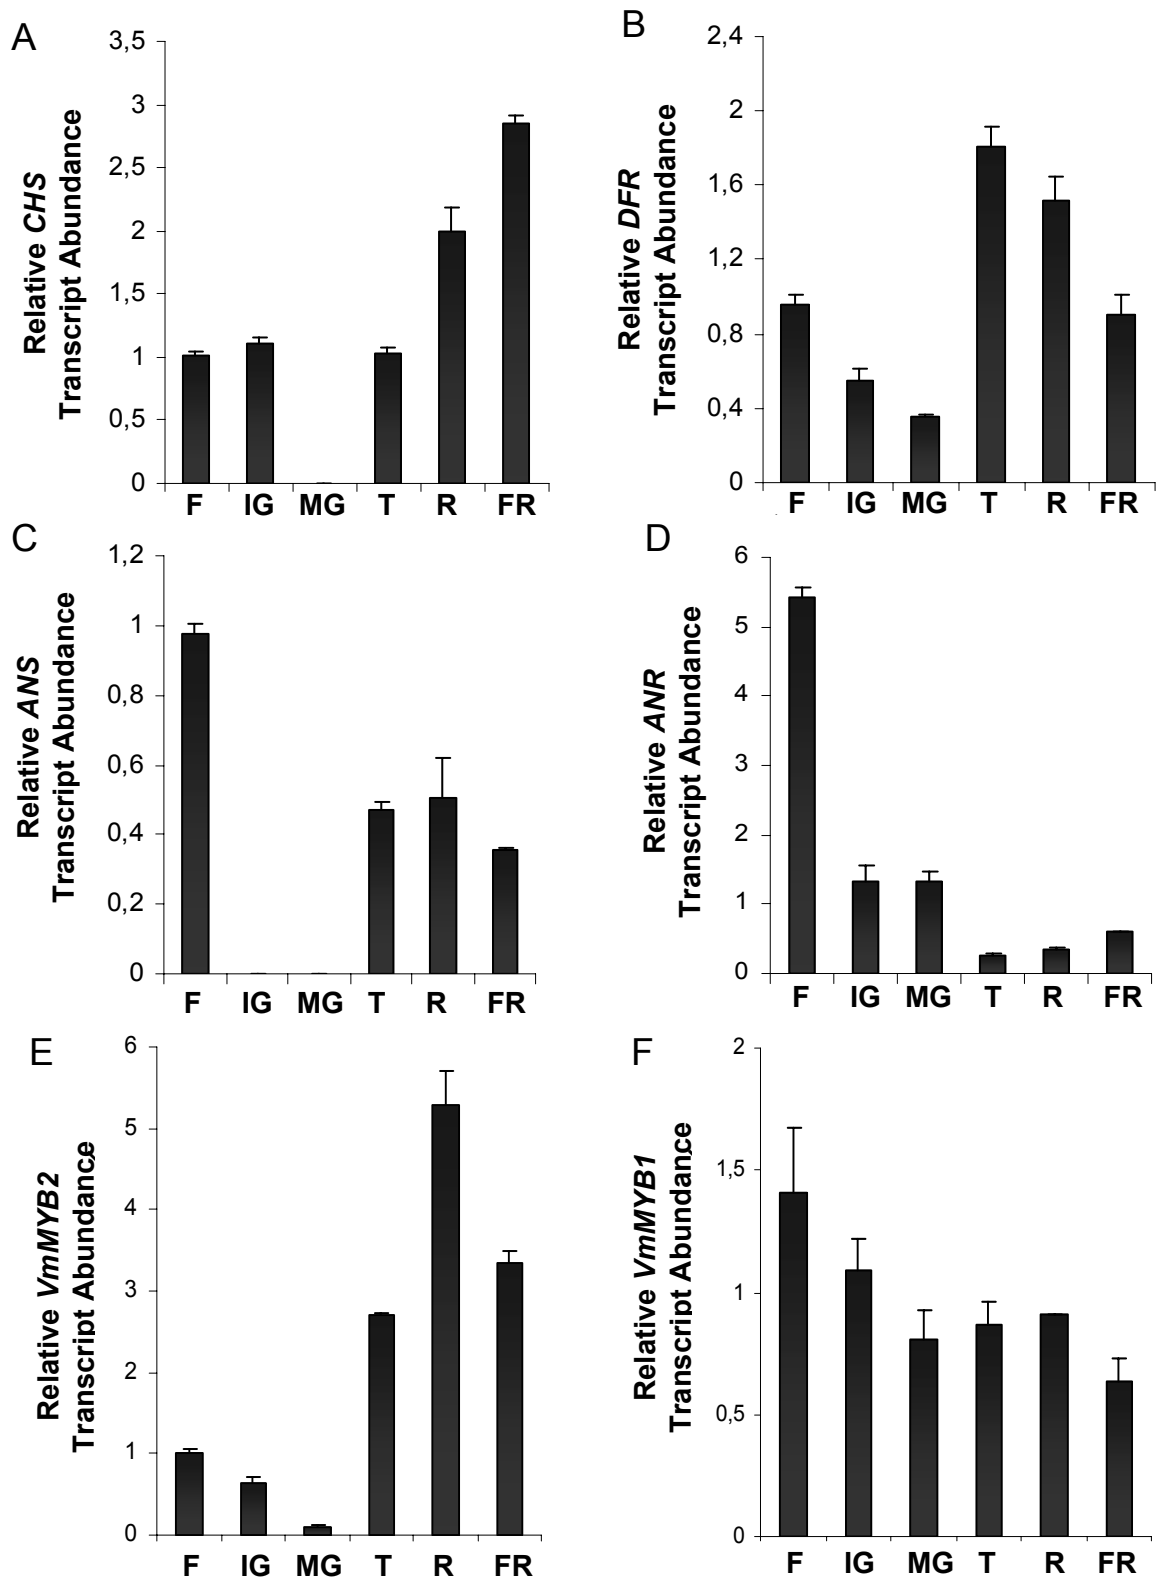 A
Relative CHS
Transcript Abundance
3,5
3
2,5
2
1,5
1
0,5
0
F IG MG T R FR
B
Relative DFR
Transcript Abundance
2,4
2
1,6
1,2
0,8
0,4
0
F IG MG T R FR
C
Relative ANS
Transcript Abundance
1,2
1
0,8
0,6
0,4
0,2
0
F IG MG T R FR
D
Relative ANR
Transcript Abundance
6
5
4
3
2
1
0
F IG MG T R FR
E
Relative VmMYB2
Transcript Abundance
6
5
4
3
2
1
0
F IG MG T R FR
F
Relative VmMYB1
Transcript Abundance
2
1,5
1
0,5
0
F IG MG T R FR